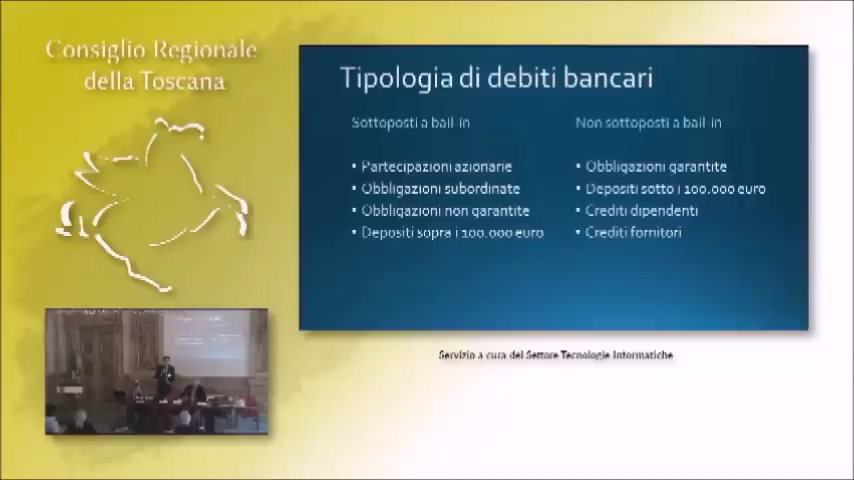 Consiglio Regionale
della Toscana
Tipologia di debiti bancari
Sottoposti a bail-in
Non sottoposti a bail-in
▪ Partecipazioni azionarie
▪ Obbligazioni subordinate
▪ Obbligazioni non garantite
▪ Depositi sopra i 100.000 euro
▪ Obbligazioni garantite
▪ Depositi sotto i 100.000 euro
▪ Crediti dipendenti
▪ Crediti fornitori
Servizio a cura del Settore Tecnologie Informatiche